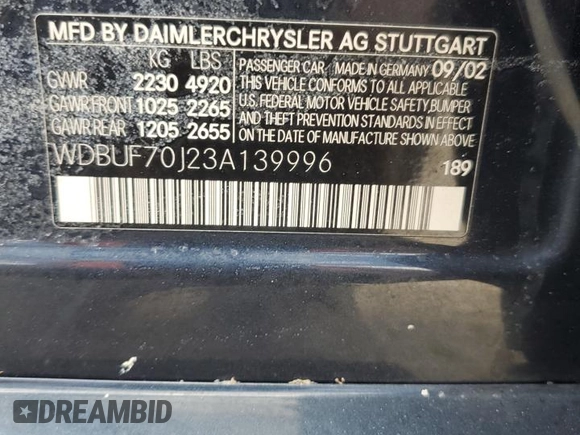 MFD BY DAIMLERCHRYSLER AG STUTTGART
KG LBS
GVWR 2230 4920
GAWR FRONT 1025 2265
GAWR REAR 1205 2655
PASSENGER CAR MADE IN GERMANY 09/02
THIS VEHICLE CONFORMS TO ALL APPLICABLE
U.S. FEDERAL MOTOR VEHICLE SAFETY, BUMPER
AND THEFT PREVENTION STANDARDS IN EFFECT
ON THE DATE OF MANUFACTURE SHOWN ABOVE
WDBUF70J23A139996 189
DREAMBID